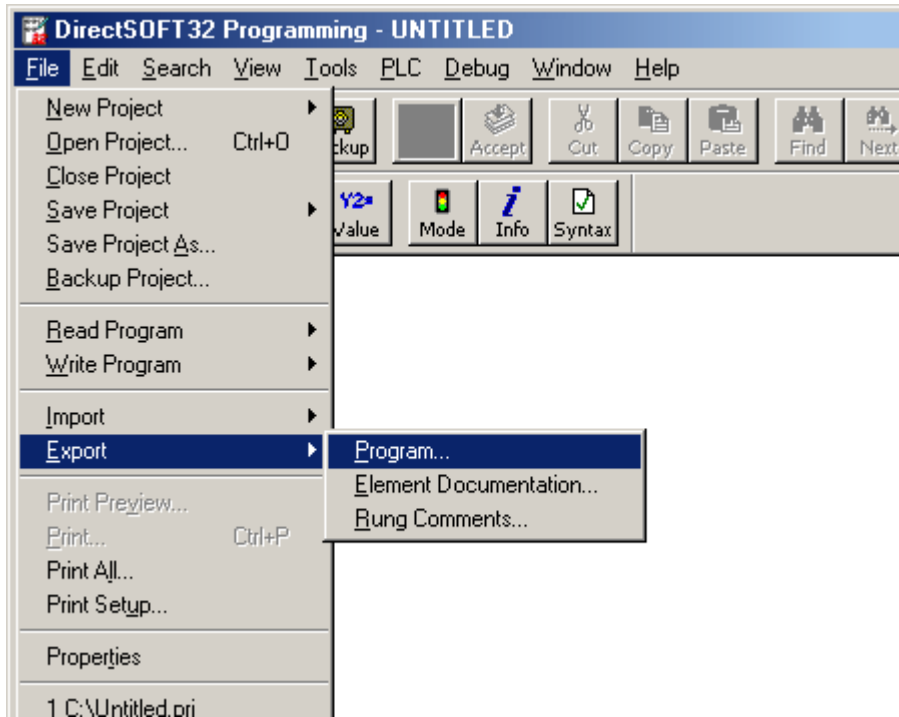 DirectSOFT32 Programming - UNTITLED
File Edit Search View Tools PLC Debug Window Help
New Project
Open Project... Ctrl+O
Close Project
Save Project
Save Project As...
Backup Project...
Read Program
Write Program
Import
Export
Print Preview...
Print... Ctrl+P
Print All...
Print Setup...
Properties
1 C:\Untitled.prj
Program...
Element Documentation...
Rung Comments...
Accept Cut Copy Paste Find Next
Y2=
Value Mode Info Syntax